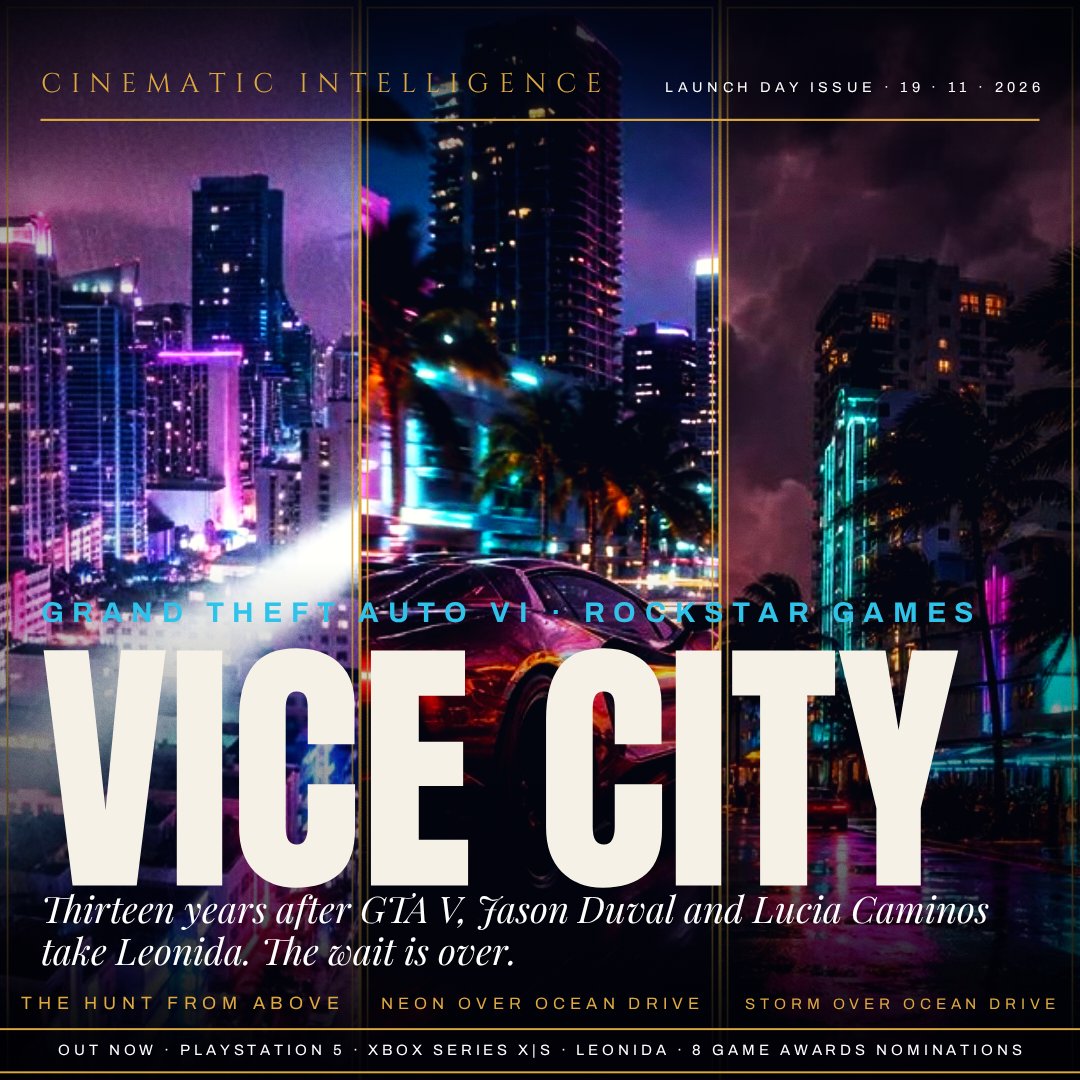 CINEMATIC INTELLIGENCE
LAUNCH DAY ISSUE · 19 · 11 · 2026
GRAND THEFT AUTO VI · ROCKSTAR GAMES
VICE CITY
Thirteen years after GTA V, Jason Duval and Lucia Caminos
take Leonida. The wait is over.
THE HUNT FROM ABOVE
NEON OVER OCEAN DRIVE
STORM OVER OCEAN DRIVE
OUT NOW · PLAYSTATION 5 · XBOX SERIES X|S · LEONIDA · 8 GAME AWARDS NOMINATIONS